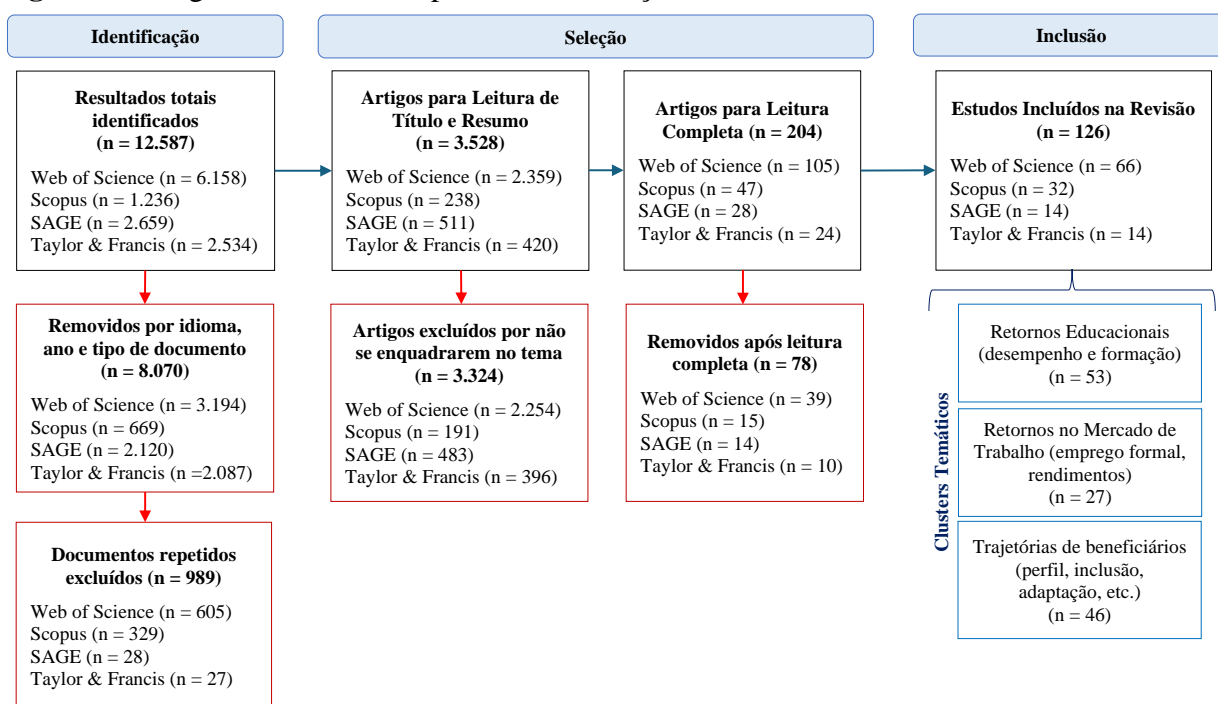 Identificação
Seleção
Inclusão
Resultados totais
identificados
(n = 12.587)
Web of Science (n = 6.158)
Scopus (n = 1.236)
SAGE (n = 2.659)
Taylor & Francis (n = 2.534)
Removidos por idioma,
ano e tipo de documento
(n = 8.070)
Web of Science (n = 3.194)
Scopus (n = 669)
SAGE (n = 2.120)
Taylor & Francis (n =2.087)
Documentos repetidos
excluídos (n = 989)
Web of Science (n = 605)
Scopus (n = 329)
SAGE (n = 28)
Taylor & Francis (n = 27)
Artigos para Leitura de
Título e Resumo
(n = 3.528)
Web of Science (n = 2.359)
Scopus (n = 238)
SAGE (n = 511)
Taylor & Francis (n = 420)
Artigos excluídos por não
se enquadrarem no tema
(n = 3.324)
Web of Science (n = 2.254)
Scopus (n = 191)
SAGE (n = 483)
Taylor & Francis (n = 396)
Artigos para Leitura
Completa (n = 204)
Web of Science (n = 105)
Scopus (n = 47)
SAGE (n = 28)
Taylor & Francis (n = 24)
Removidos após leitura
completa (n = 78)
Web of Science (n = 39)
Scopus (n = 15)
SAGE (n = 14)
Taylor & Francis (n = 10)
Estudos Incluídos na Revisão
(n = 126)
Web of Science (n = 66)
Scopus (n = 32)
SAGE (n = 14)
Taylor & Francis (n = 14)
Clusters Temáticos
Retornos Educacionais
(desempenho e formação)
(n = 53)
Retornos no Mercado de
Trabalho (emprego formal,
rendimentos)
(n = 27)
Trajetórias de beneficiários
(perfil, inclusão,
adaptação, etc.)
(n = 46)